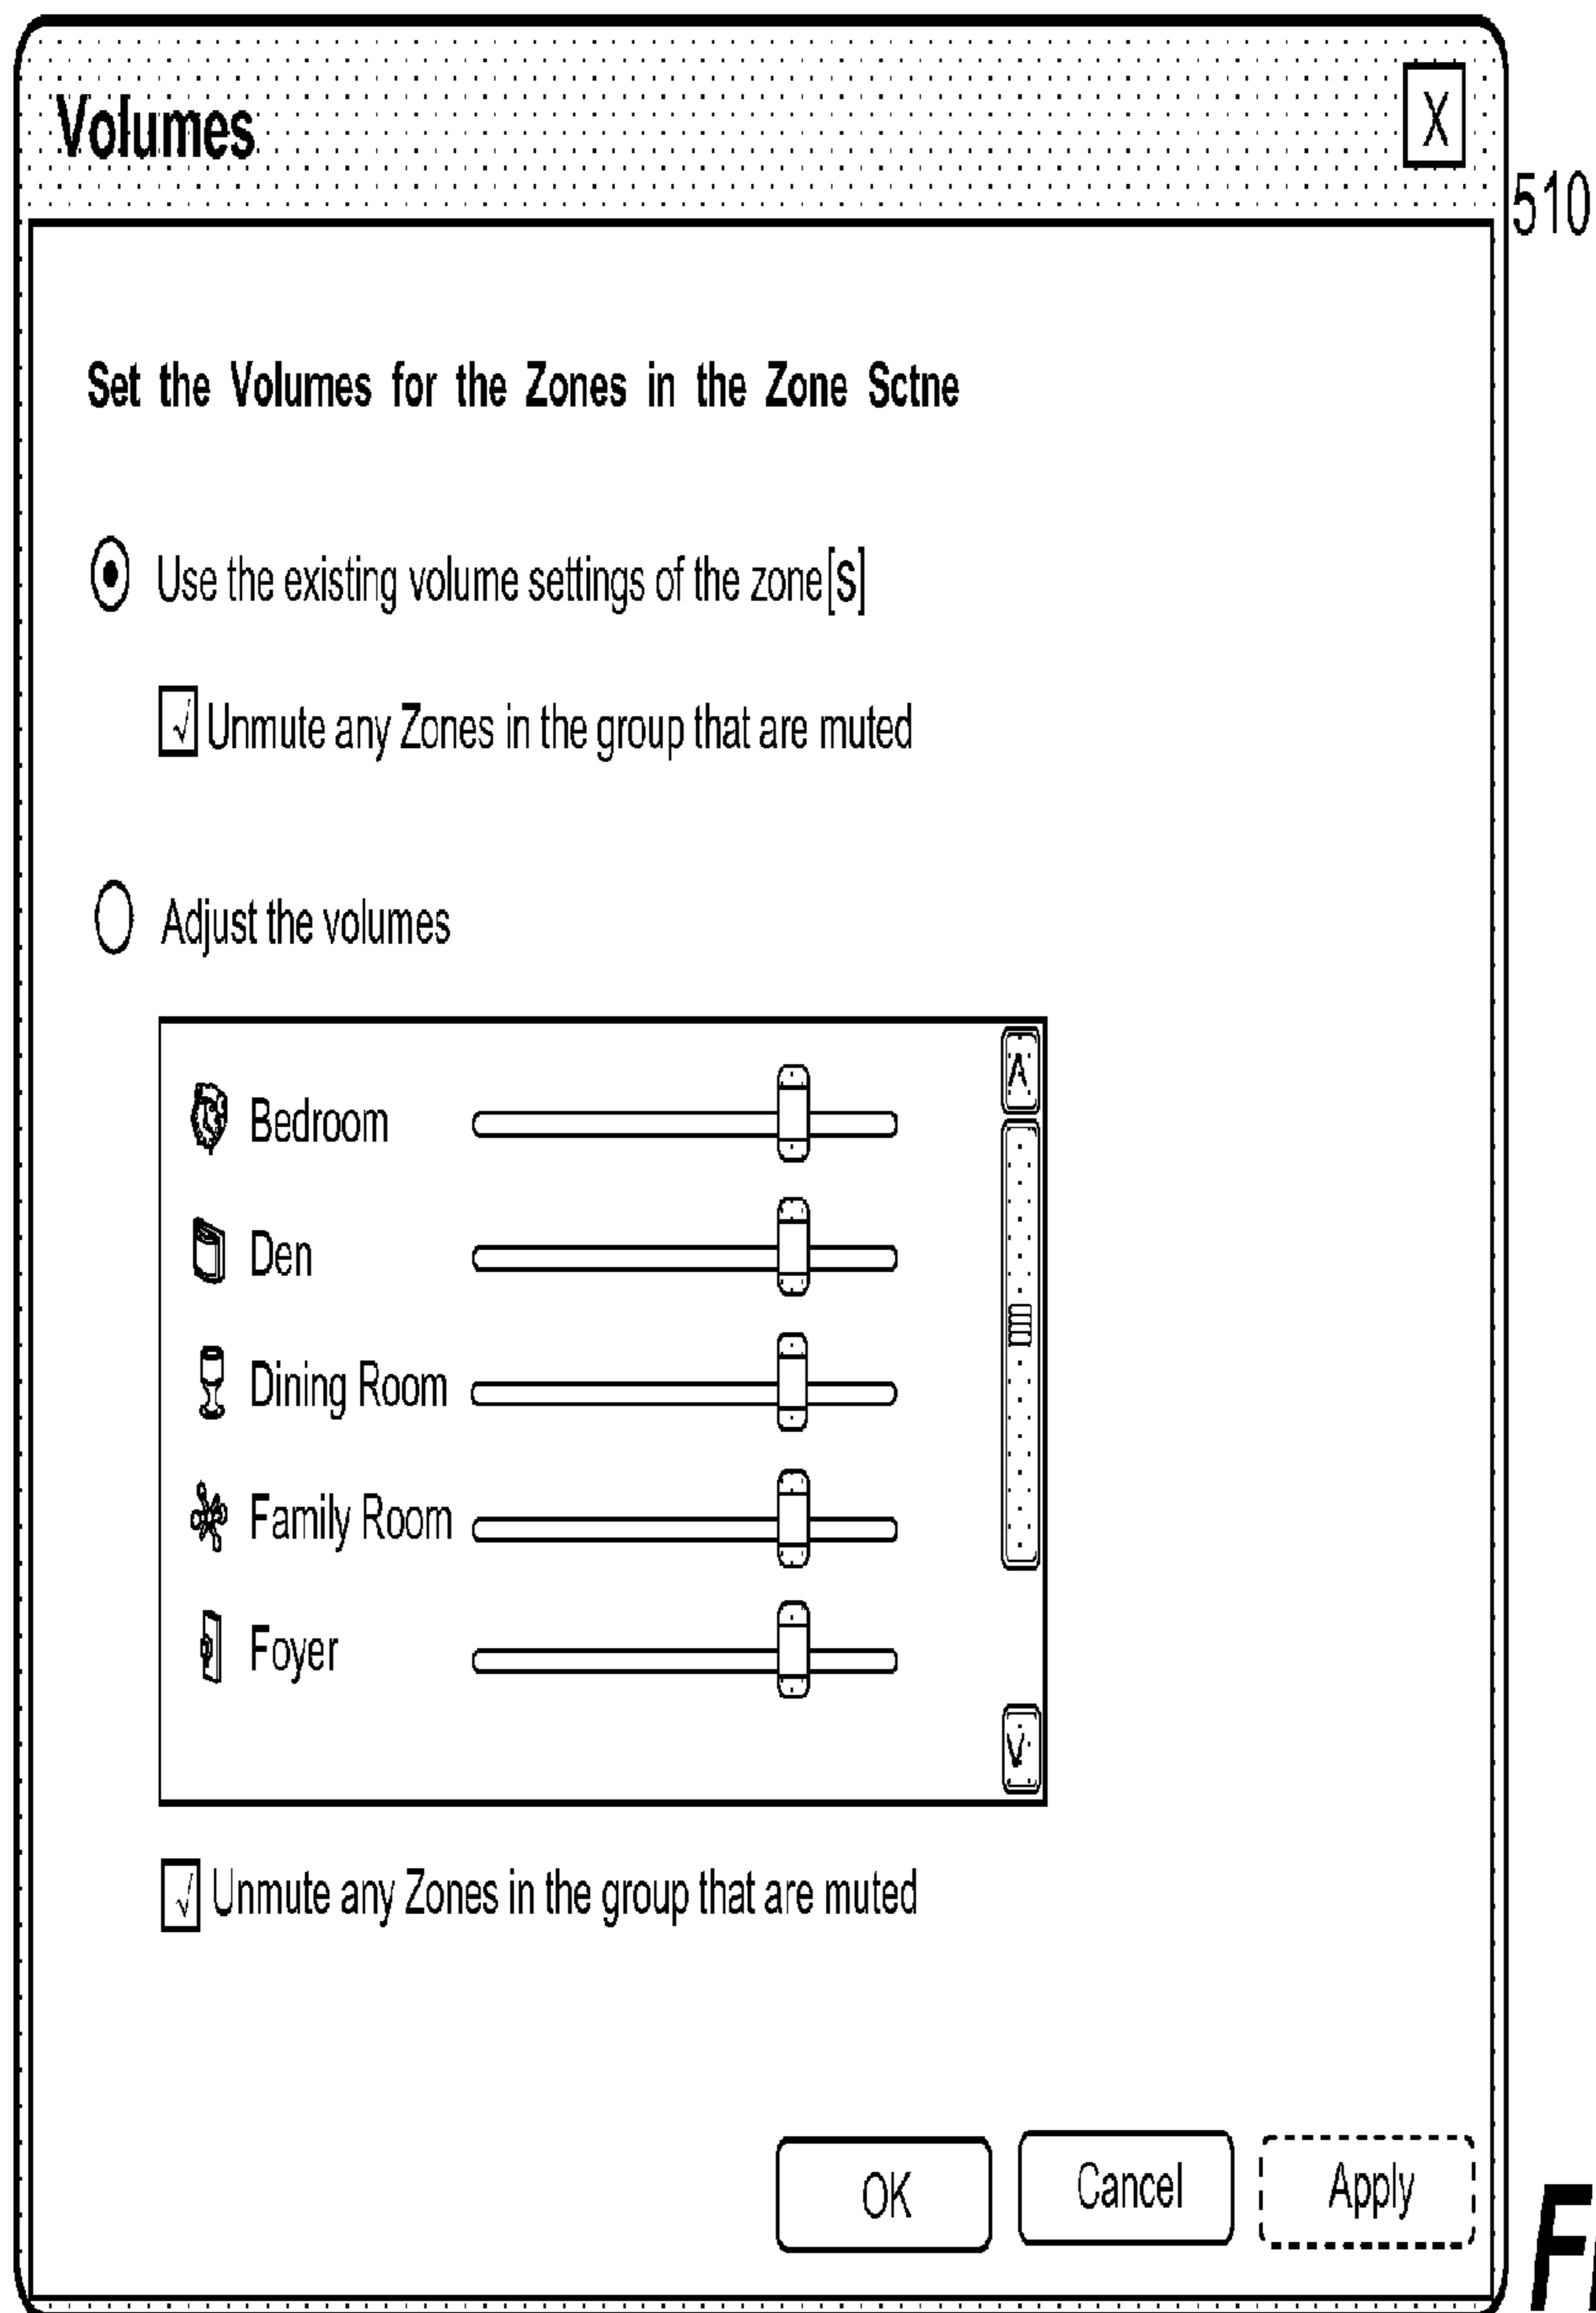 Volumes
X
510
Set the Volumes for the Zones in the Zone Sctne
Use the existing volume settings of the zone[s]
√ Unmute any Zones in the group that are muted
Adjust the volumes
Bedroom
Den
Dining Room
Family Room
Foyer
√ Unmute any Zones in the group that are muted
OK Cancel Apply